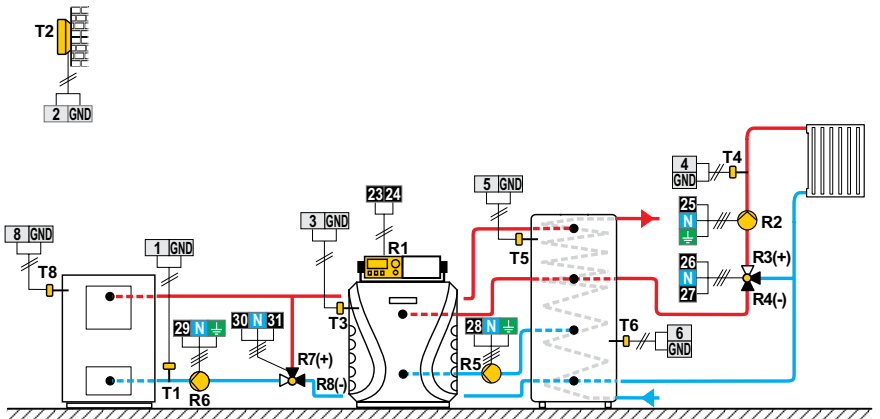 T2
2 GND
4
GND
T4
23 24
5 GND
25
N
R2
8 GND
1 GND
3 GND
R1
T5
26
N
27
R3(+)
R4(-)
T8
T3
29 N
30 N 31
28 N
T6
6
GND
R7(+)
R8(-)
R5
T1
R6